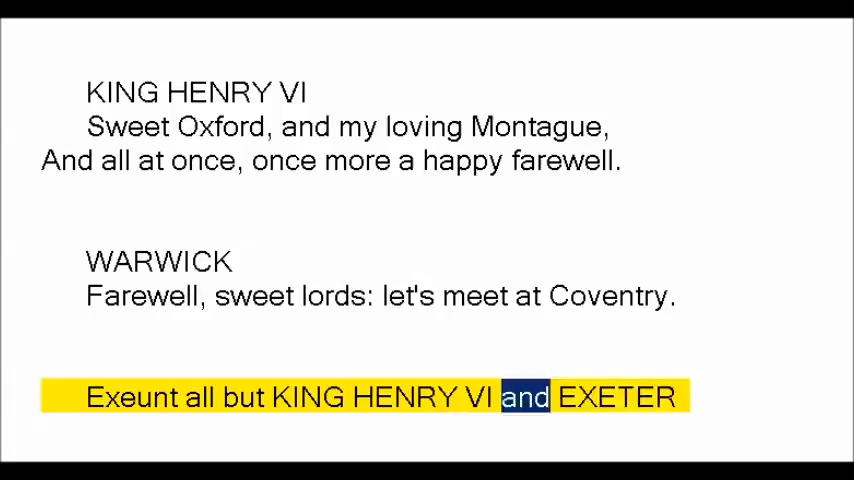 KING HENRY VI
Sweet Oxford, and my loving Montague,
And all at once, once more a happy farewell.
WARWICK
Farewell, sweet lords: let's meet at Coventry.
Exeunt all but KING HENRY VI and EXETER